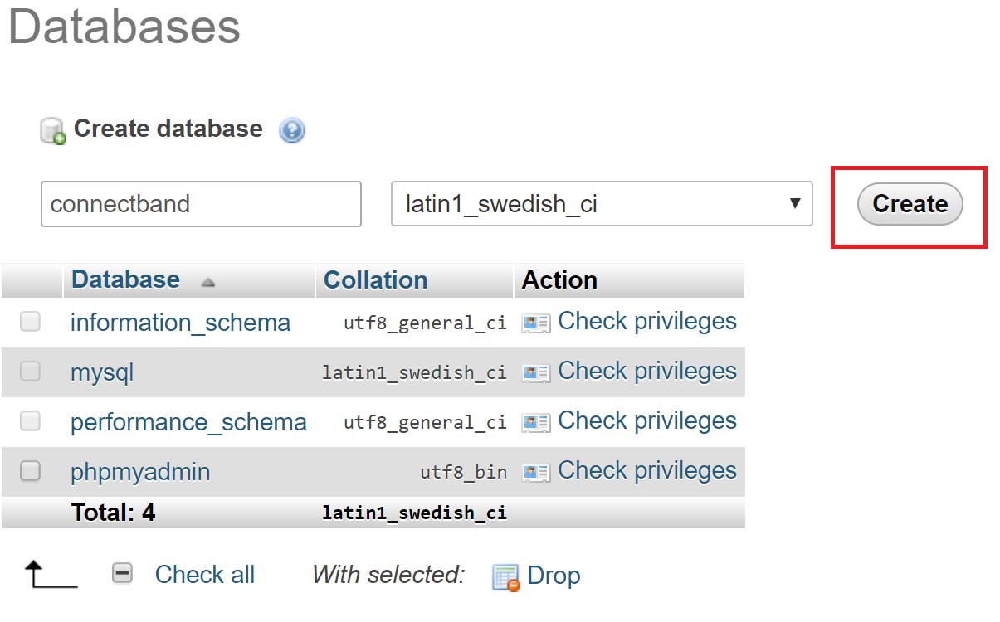 Databases
Create database
connectband latin1_swedish_ci Create
Database Collation Action
information_schema utf8_general_ci Check privileges
mysql latin1_swedish_ci Check privileges
performance_schema utf8_general_ci Check privileges
phpmyadmin utf8_bin Check privileges
Total: 4 latin1_swedish_ci
Check all With selected: Drop